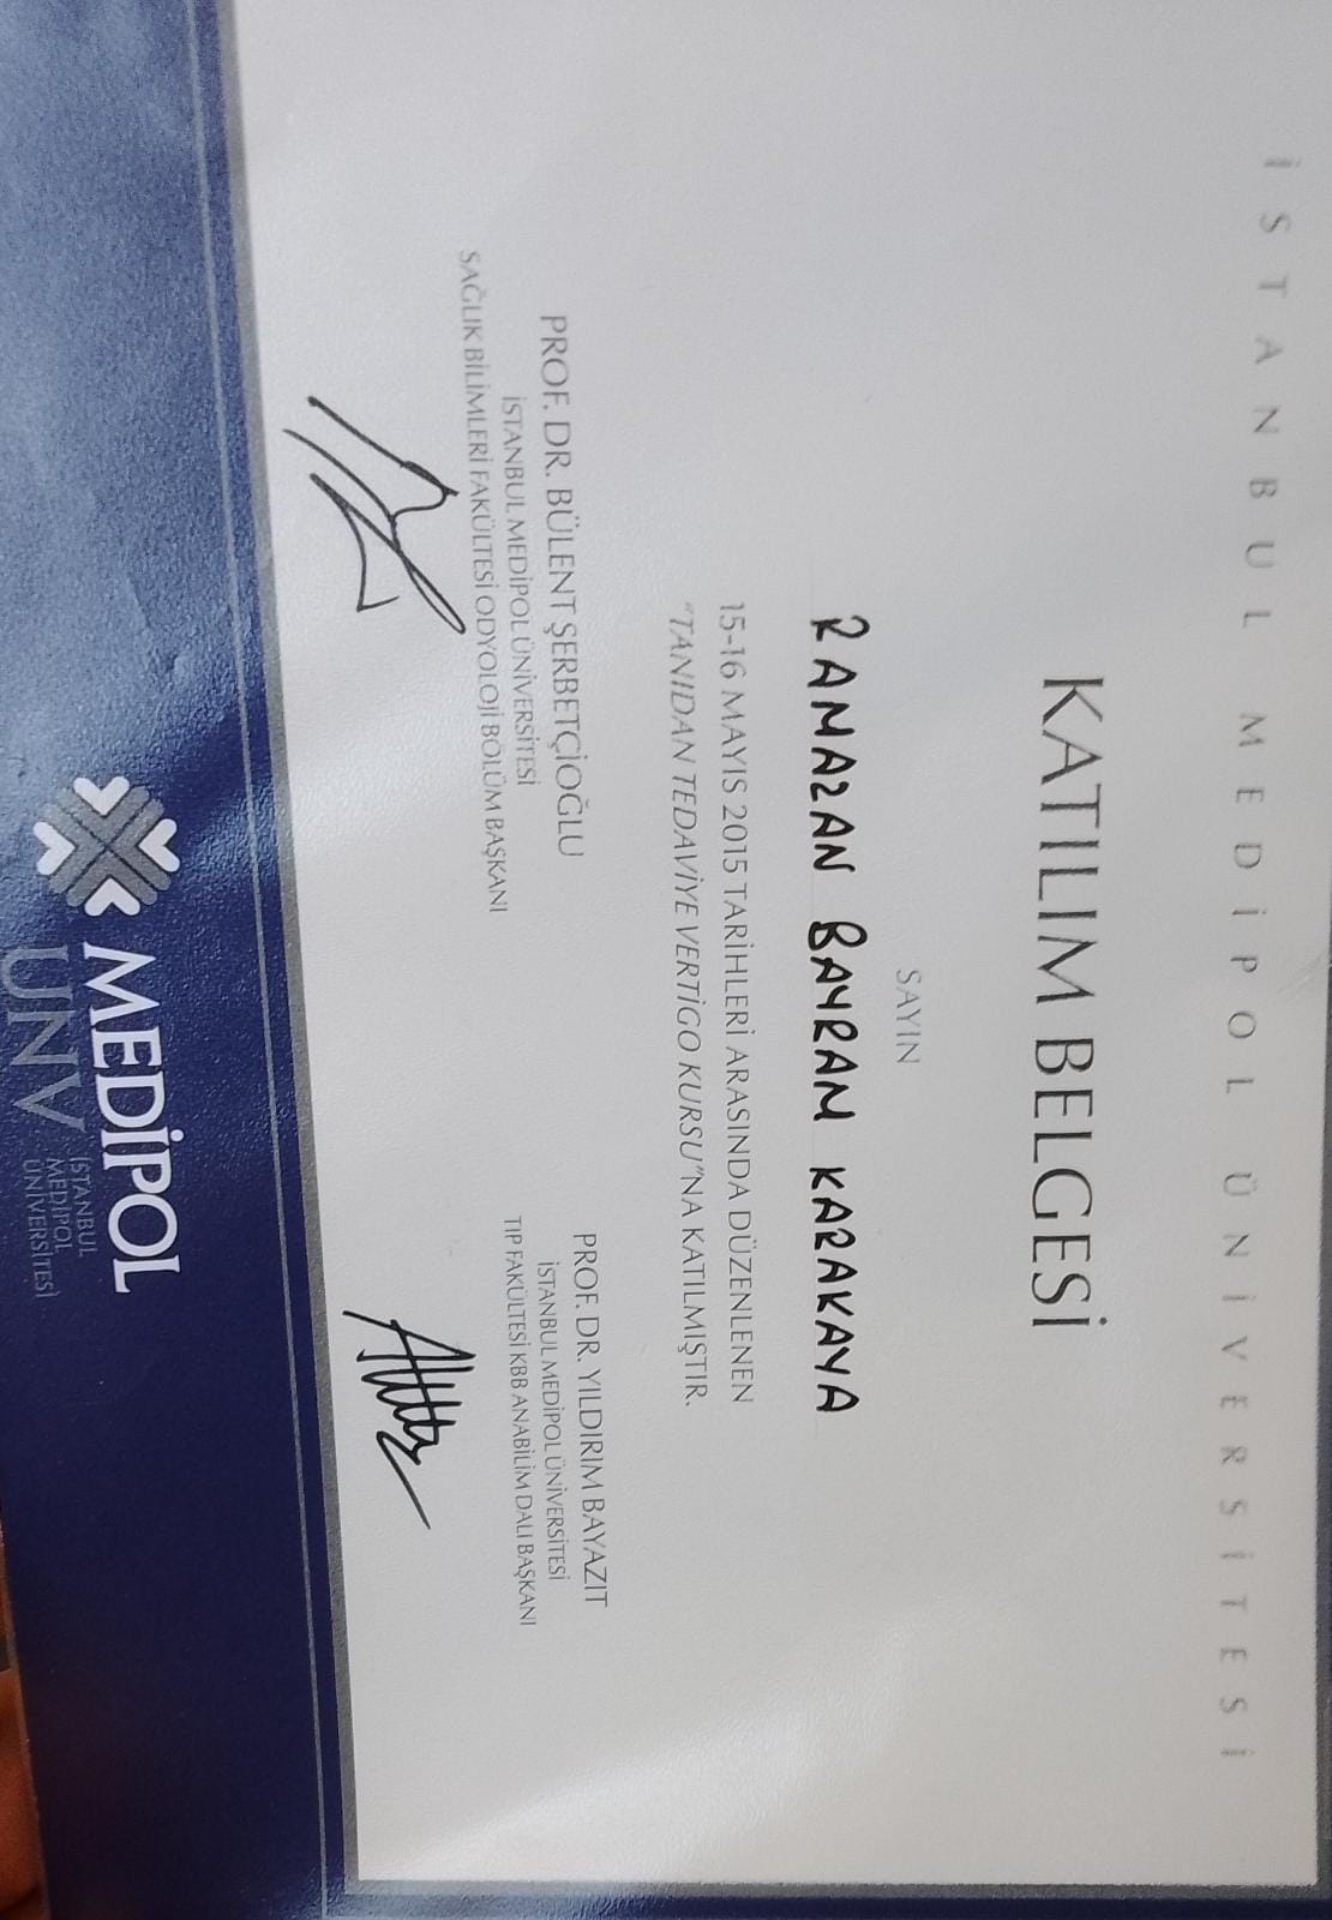 İSTANBUL MEDİPOL ÜNİVERSİTESİ
KATILIM BELGESİ
SAYIN
RAMAZAN BAYRAM KARAKAYA
15-16 MAYIS 2015 TARİHLERİ ARASINDA DÜZENLENEN
"TANIDAN TEDAVİYE VERTİGO KURSU"NA KATILMIŞTIR.
PROF. DR. BÜLENT ŞERBETÇİOĞLU
İSTANBUL MEDİPOL ÜNİVERSİTESİ
SAĞLIK BİLİMLERİ FAKÜLTESİ ODYOLOJİ BÖLÜM BAŞKANI
PROF. DR. YILDIRIM BAYAZIT
İSTANBUL MEDİPOL ÜNİVERSİTESİ
TIP FAKÜLTESİ KBB ANABİLİM DALI BAŞKANI
MEDİPOL
UNV
İSTANBUL
MEDİPOL
ÜNİVERSİTESİ